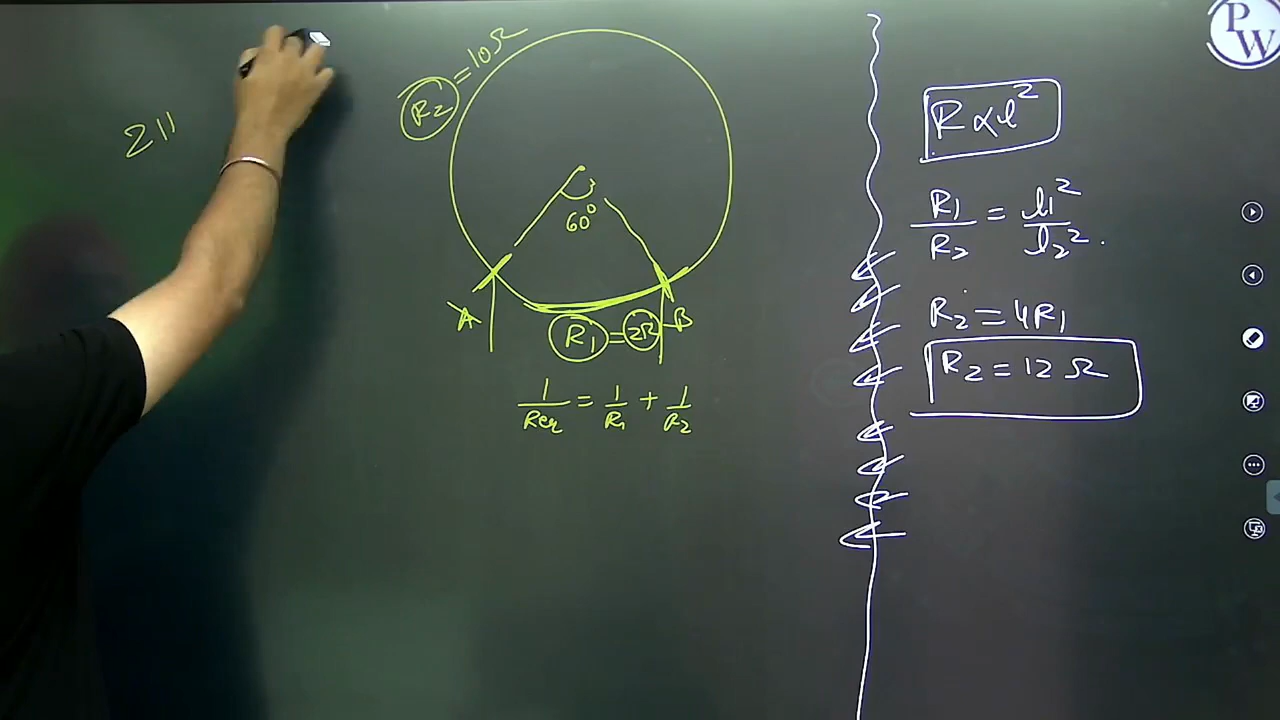 R2 = 10Ω
211
60°
A
R1 = 2Ω
B
1/Req = 1/R1 + 1/R2
PW
R ∝ l²
R1/R2 = l1²/l2².
R2 = 4R1
R2 = 12 Ω